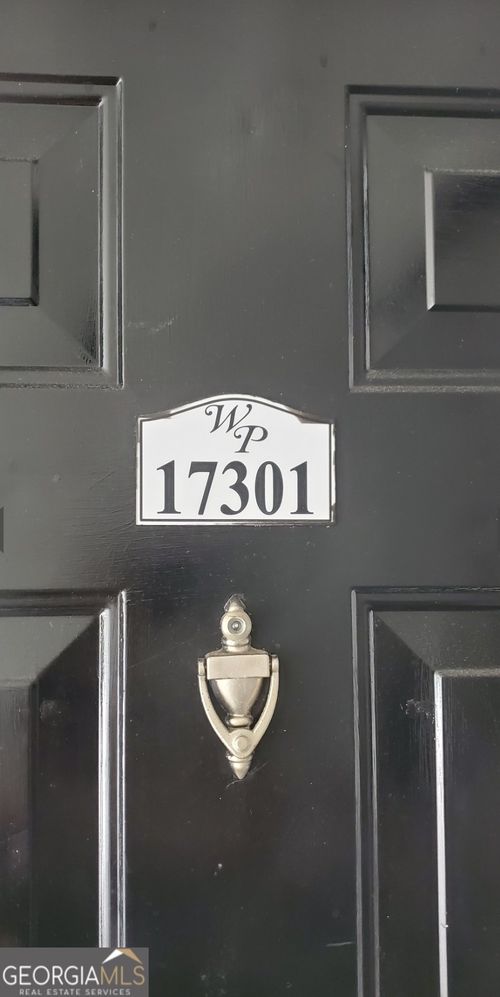 WP
17301
GEORGIAMLS
REAL ESTATE SERVICES